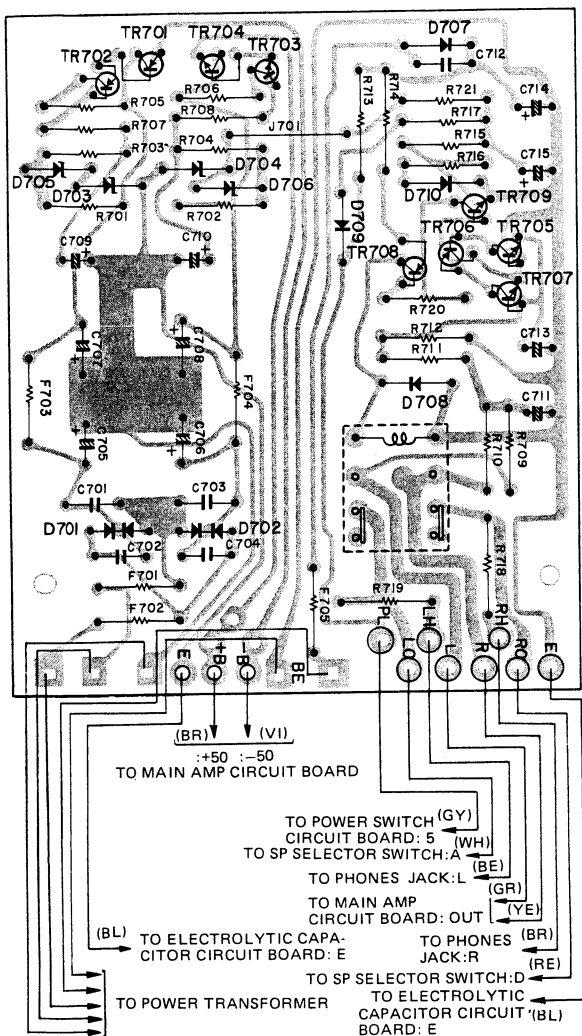 TR701 TR704 D707
TR702 TR703 C712
R706 R713 R714 R721 C714
R705 R708 R717
R707 J701 R715
R703 R704 R716 C715
D705 D704 D710 TR709
D703 D706 D709
R701 R702 TR706 TR705
C709 C710 TR708
TR707
R720
R712 C713
C707 C708 R711
F703 F704 D708
C711
C705 C706 R710 R709
C701 C703
D701 D702
C702 C704 R718
F701 F705 R719
F702 PL LH RH
E +B -B BE LO L R RO E
(BR) (VI)
:+50 :-50
TO MAIN AMP CIRCUIT BOARD
TO POWER SWITCH (GY)
CIRCUIT BOARD: 5 (WH)
TO SP SELECTOR SWITCH:A
(BE)
TO PHONES JACK:L
(GR)
TO MAIN AMP (YE)
CIRCUIT BOARD: OUT
(BL) (BR)
TO ELECTROLYTIC CAPA- TO PHONES
CITOR CIRCUIT BOARD: E JACK:R (RE)
TO SP SELECTOR SWITCH:D
TO POWER TRANSFORMER TO ELECTROLYTIC
CAPACITOR CIRCUIT (BL)
BOARD: E